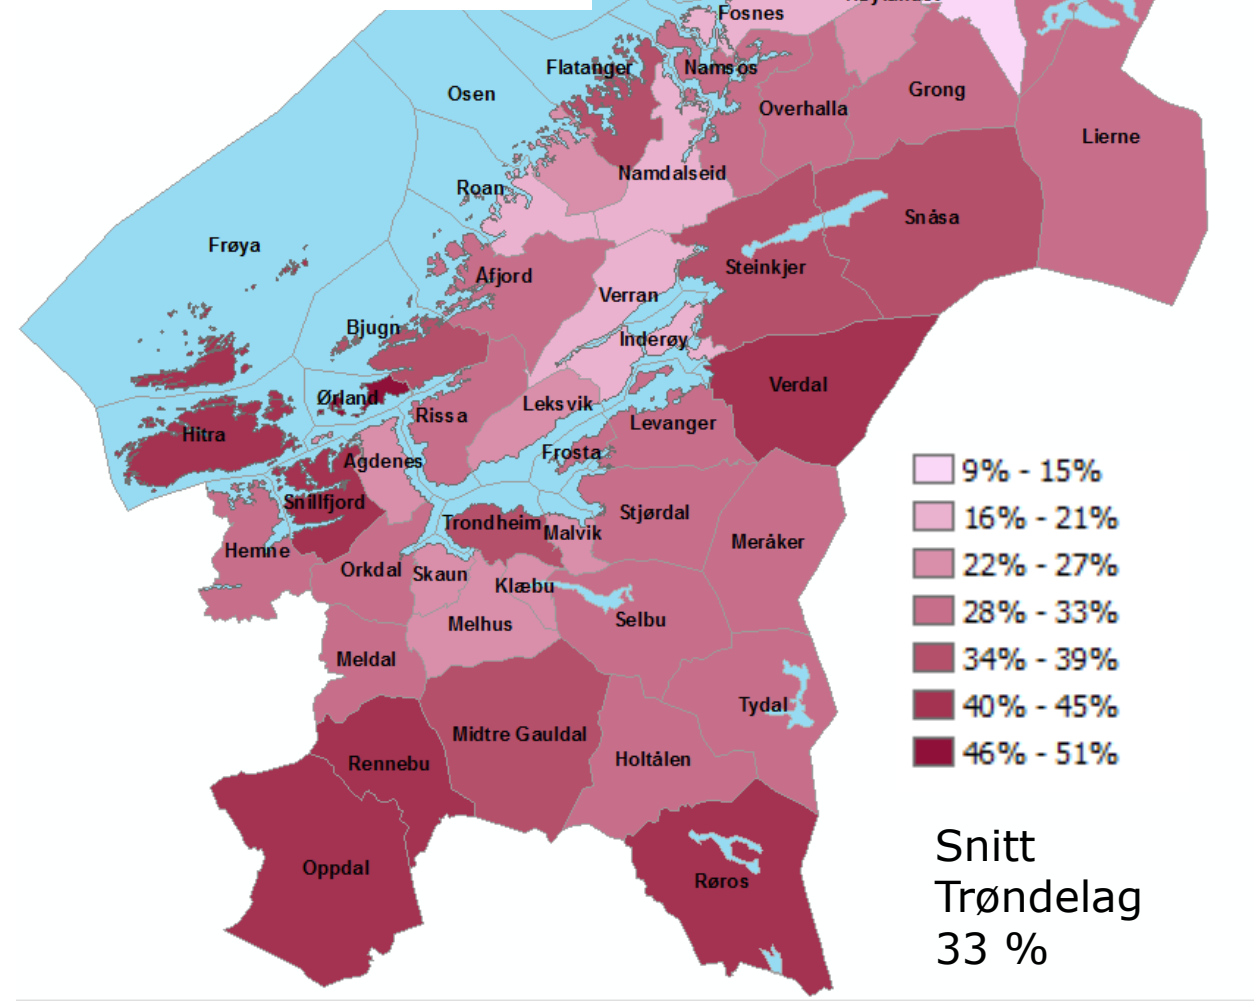 Fosnes
Flatanger
Namsos
Osen
Grong
Overhalla
Lierne
Namdalseid
Roan
Snåsa
Frøya
Steinkjer
Åfjord
Verran
Bjugn
Inderøy
Verdal
Ørland
Leksvik
Rissa
Levanger
Hitra
Frosta
Agdenes
Snillfjord
Stjørdal
Trondheim
Malvik
Meråker
Hemne
Orkdal
Skaun
Klæbu
Selbu
Melhus
Meldal
Tydal
Midtre Gauldal
Holtålen
Rennebu
Oppdal
Røros
9% - 15%
16% - 21%
22% - 27%
28% - 33%
34% - 39%
40% - 45%
46% - 51%
Snitt
Trøndelag
33 %